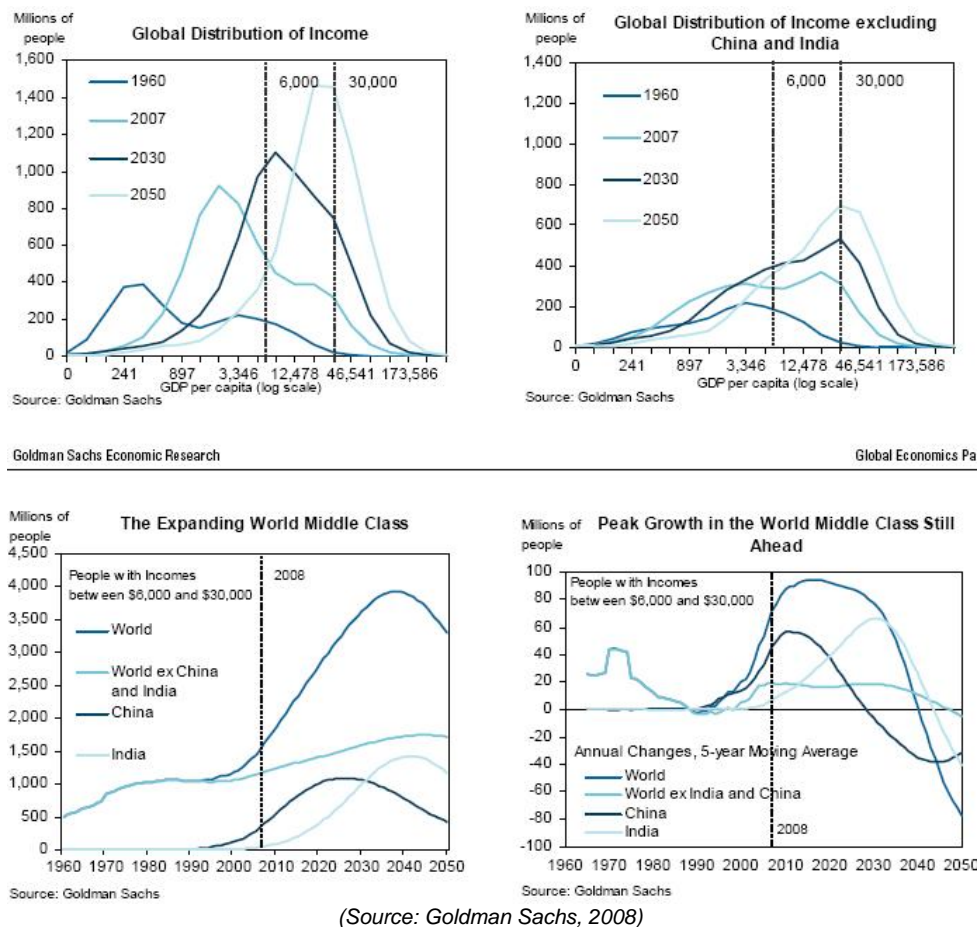 Millions of
people
Global Distribution of Income
1,600
1,400
1,200
1,000
800
600
400
200
0
1960
2007
2030
2050
6,000
30,000
0
241
897
3,346
12,478
46,541
173,586
GDP per capita (log scale)
Source: Goldman Sachs
Millions of
people
Global Distribution of Income excluding
China and India
1,400
1,200
1,000
800
600
400
200
0
1960
2007
2030
2050
6,000
30,000
0
241
897
3,346
12,478
46,541
173,586
GDP per capita (log scale)
Source: Goldman Sachs
Goldman Sachs Economic Research
Global Economics Pa
Millions of
people
The Expanding World Middle Class
4,500
4,000
3,500
3,000
2,500
2,000
1,500
1,000
500
0
People with Incomes
between $6,000 and $30,000
World
World ex China
and India
China
India
2008
1960 1970 1980 1990 2000 2010 2020 2030 2040 2050
Source: Goldman Sachs
Millions of
people
Peak Growth in the World Middle Class Still
Ahead
100
80
60
40
20
0
-20
-40
-60
-80
-100
People with Incomes
between $6,000 and $30,000
Annual Changes, 5-year Moving Average
World
World ex India and China
China
India
2008
1960 1970 1980 1990 2000 2010 2020 2030 2040 2050
Source: Goldman Sachs
(Source: Goldman Sachs, 2008)